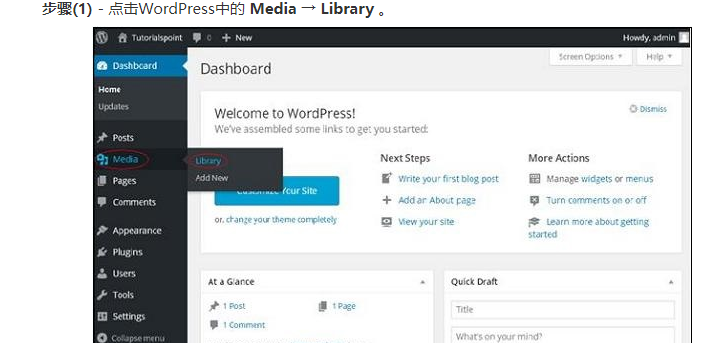 步骤(1) - 点击WordPress中的 Media → Library 。
Tutorialspoint 0 + New Howdy, admin
Dashboard
Home
Updates
Posts
Media
Library
Add New
Pages
Comments
Appearance
Plugins
Users
Tools
Settings
Collapse menu
Screen Options Help
Dashboard
Welcome to WordPress!
Dismiss
We've assembled some links to get you started:
Customize Your Site
or, change your theme completely
Next Steps
Write your first blog post
Add an About page
View your site
More Actions
Manage widgets or menus
Turn comments on or off
Learn more about getting
started
At a Glance
1 Post 1 Page
1 Comment
Quick Draft
Title
What's on your mind?